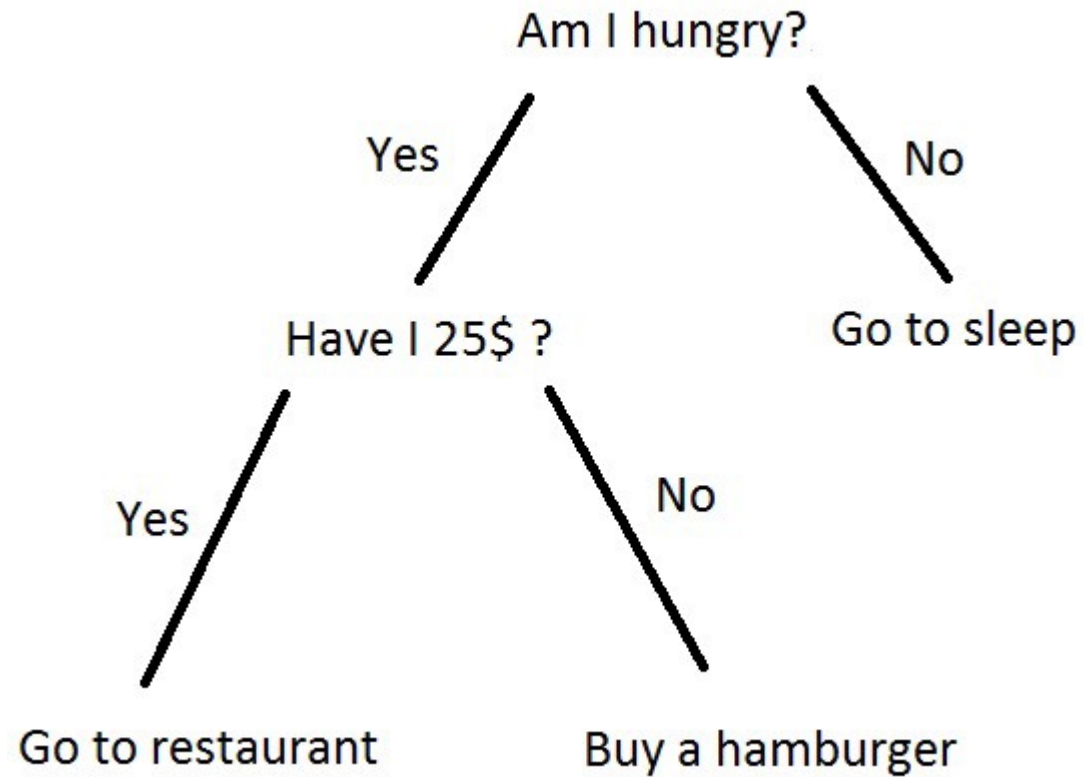 Am I hungry?
Yes
No
Have I 25$ ?
Go to sleep
Yes
No
Go to restaurant
Buy a hamburger